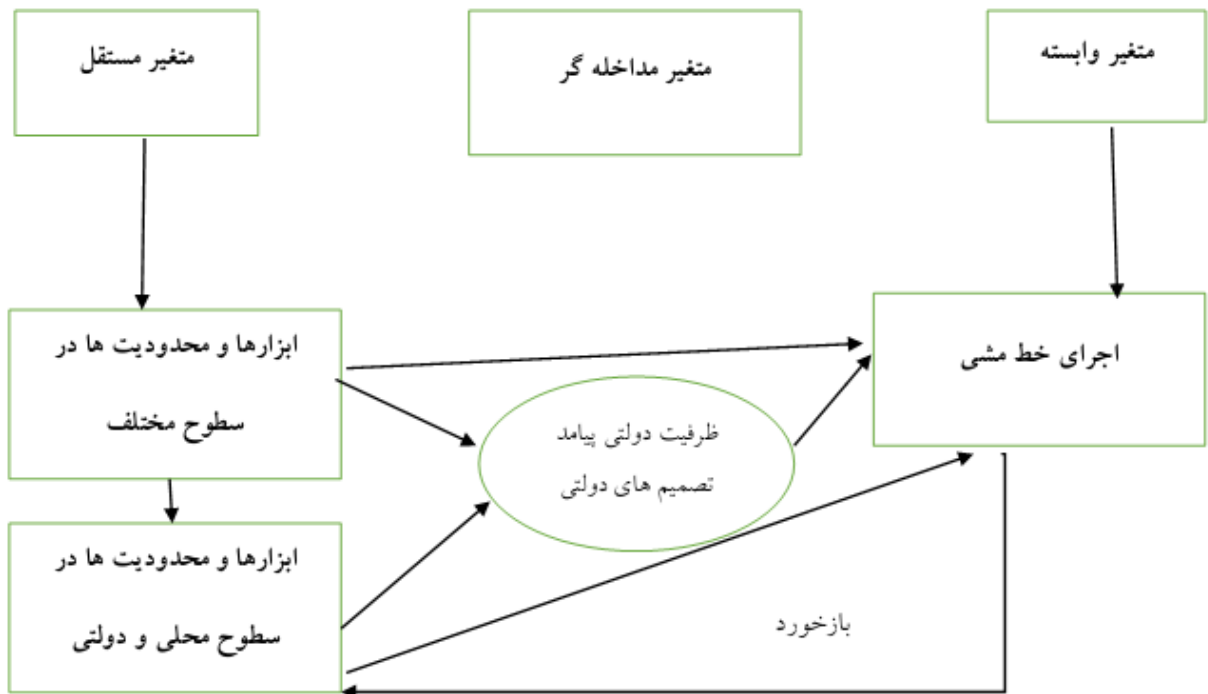 متغیر وابسته
متغیر مداخله گر
متغیر مستقل
اجرای خط مشی
ابزارها و محدودیت ها در
سطوح مختلف
ظرفیت دولتی پیامد
تصمیم های دولتی
ابزارها و محدودیت ها در
سطوح محلی و دولتی
بازخورد